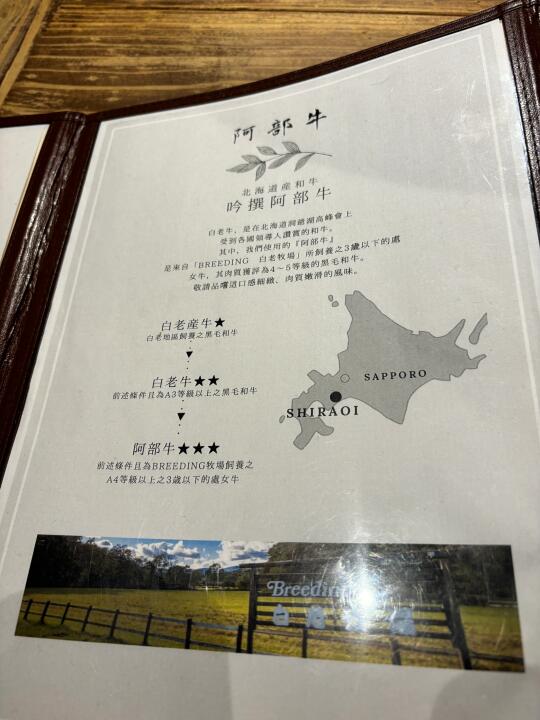 阿部牛
北海道産和牛
吟撰阿部牛
白老牛，是在北海道洞爺湖高峰會上
受到各國領導人讚賞的和牛。
其中，我們使用的『阿部牛』
是來自「BREEDING 白老牧場」所飼養之3歲以下的處
女牛，其肉質獲評為4～5等級的黑毛和牛。
敬請品嚐這口感細緻、肉質嫩滑的風味。
白老産牛★
白老地區飼養之黑毛和牛
白老牛★★
前述條件且為A3等級以上之黑毛和牛
阿部牛★★★
前述條件且為BREEDING牧場飼養之
A4等級以上之3歲以下的處女牛
SAPPORO
SHIRAOI
Breeding
白老牧場